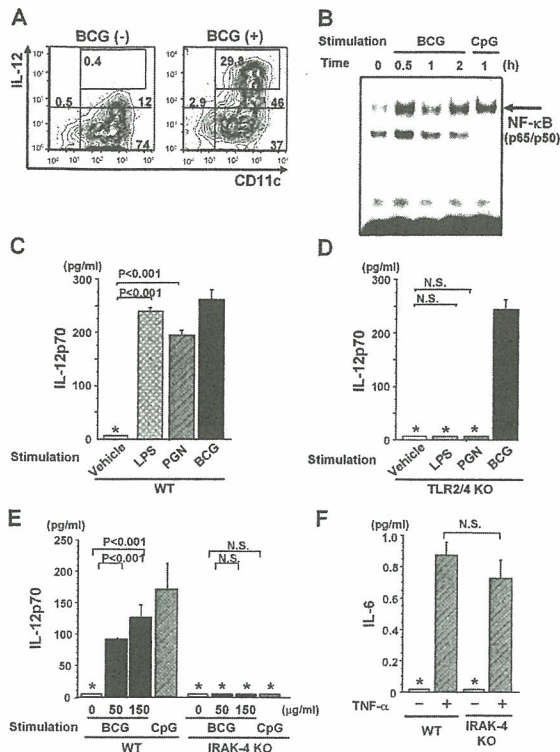 A
BCG (-)
BCG (+)
IL-12
0.4
0.5
12
74
29.8
2.9
46
37
CD11c
B
Stimulation BCG CpG
Time 0 0.5 1 2 1 (h)
NF-κB
(p65/p50)
C
(pg/ml)
P<0.001
P<0.001
IL-12p70
300
200
100
0
*
Stimulation
Vehicle LPS PGN BCG
WT
D
(pg/ml)
N.S.
N.S.
IL-12p70
300
200
100
0
* * *
Stimulation
Vehicle LPS PGN BCG
TLR2/4 KO
E
(pg/ml)
P<0.001
P<0.001
N.S.
N.S.
IL-12p70
250
200
150
100
50
0
* * * * *
0 50 150 0 50 150 (μg/ml)
Stimulation BCG CpG BCG CpG
WT IRAK-4 KO
F
(pg/ml)
N.S.
IL-6
1.0
0.8
0.6
0.4
0.2
0
* *
TNF-α − + − +
WT IRAK-4 KO